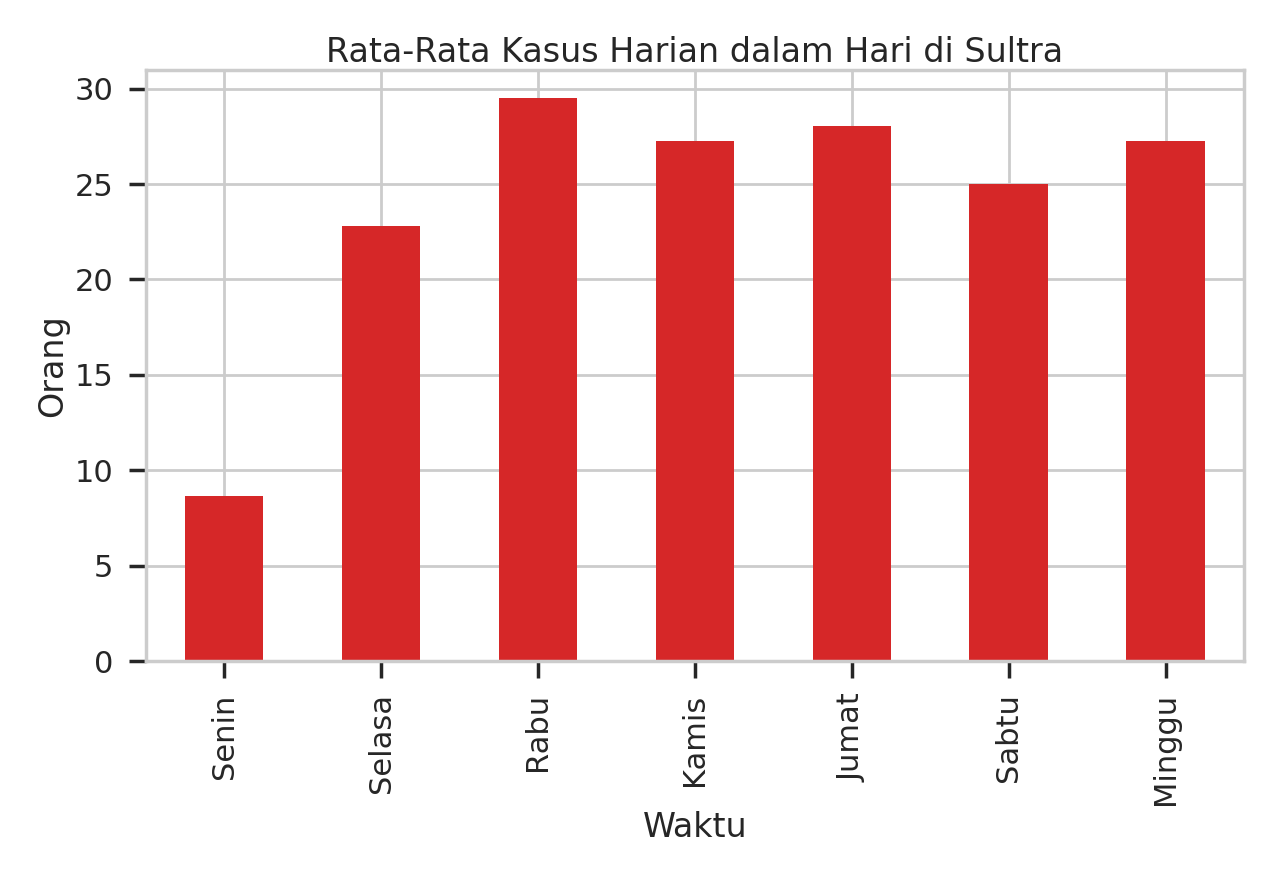 Rata-Rata Kasus Harian dalam Hari di Sultra
30
25
20
15
10
5
0
Orang
Senin
Selasa
Rabu
Kamis
Jumat
Sabtu
Minggu
Waktu